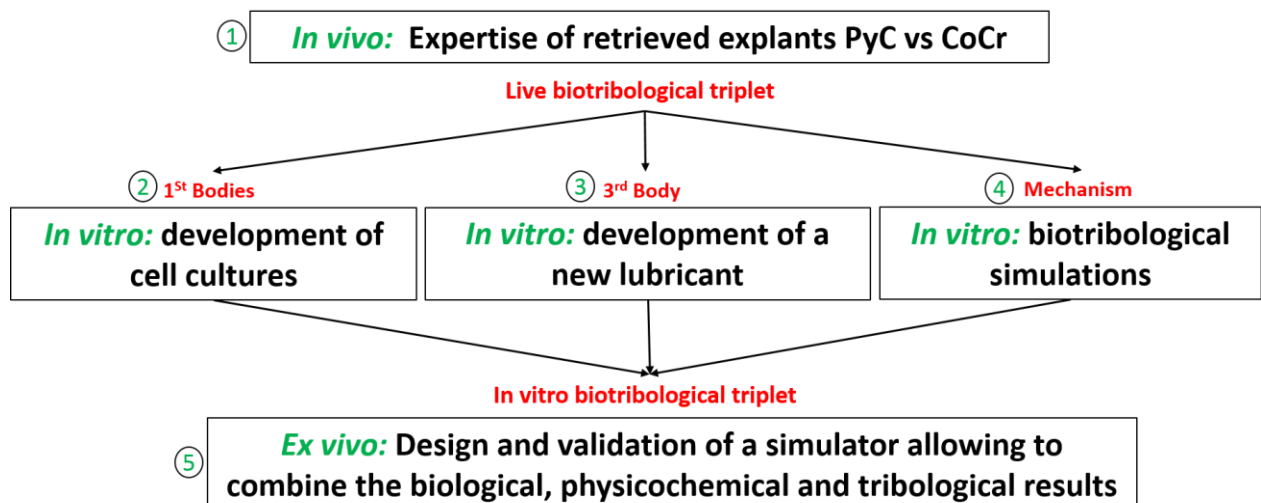 1 In vivo: Expertise of retrieved explants PyC vs CoCr
Live biotribological triplet
2 1St Bodies
3 3rd Body
4 Mechanism
In vitro: development of
cell cultures
In vitro: development of a
new lubricant
In vitro: biotribological
simulations
In vitro biotribological triplet
5 Ex vivo: Design and validation of a simulator allowing to
combine the biological, physicochemical and tribological results